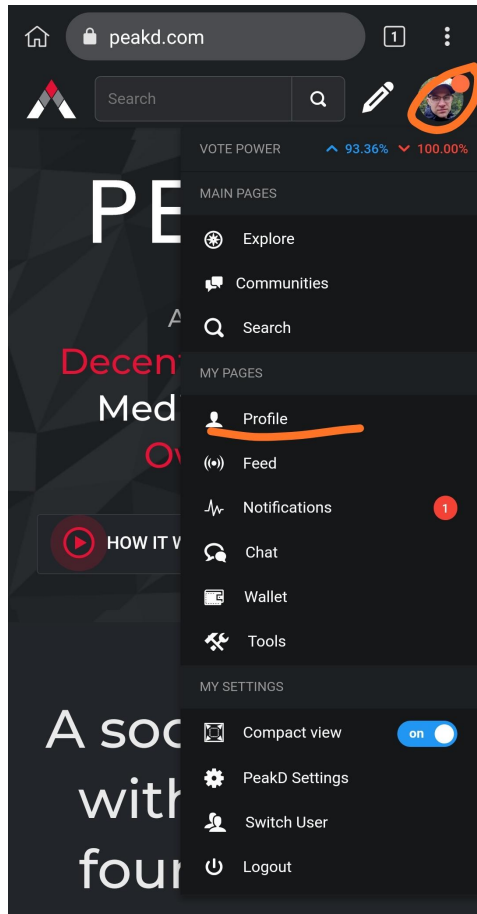 peakd.com
1
Search
VOTE POWER 93.36% 100.00%
MAIN PAGES
PE
Explore
Communities
A
Search
Decen
MY PAGES
Med
Profile
Ov
Feed
Notifications 1
HOW IT
Chat
Wallet
Tools
MY SETTINGS
A soc
Compact view on
with
PeakD Settings
Switch User
four
Logout